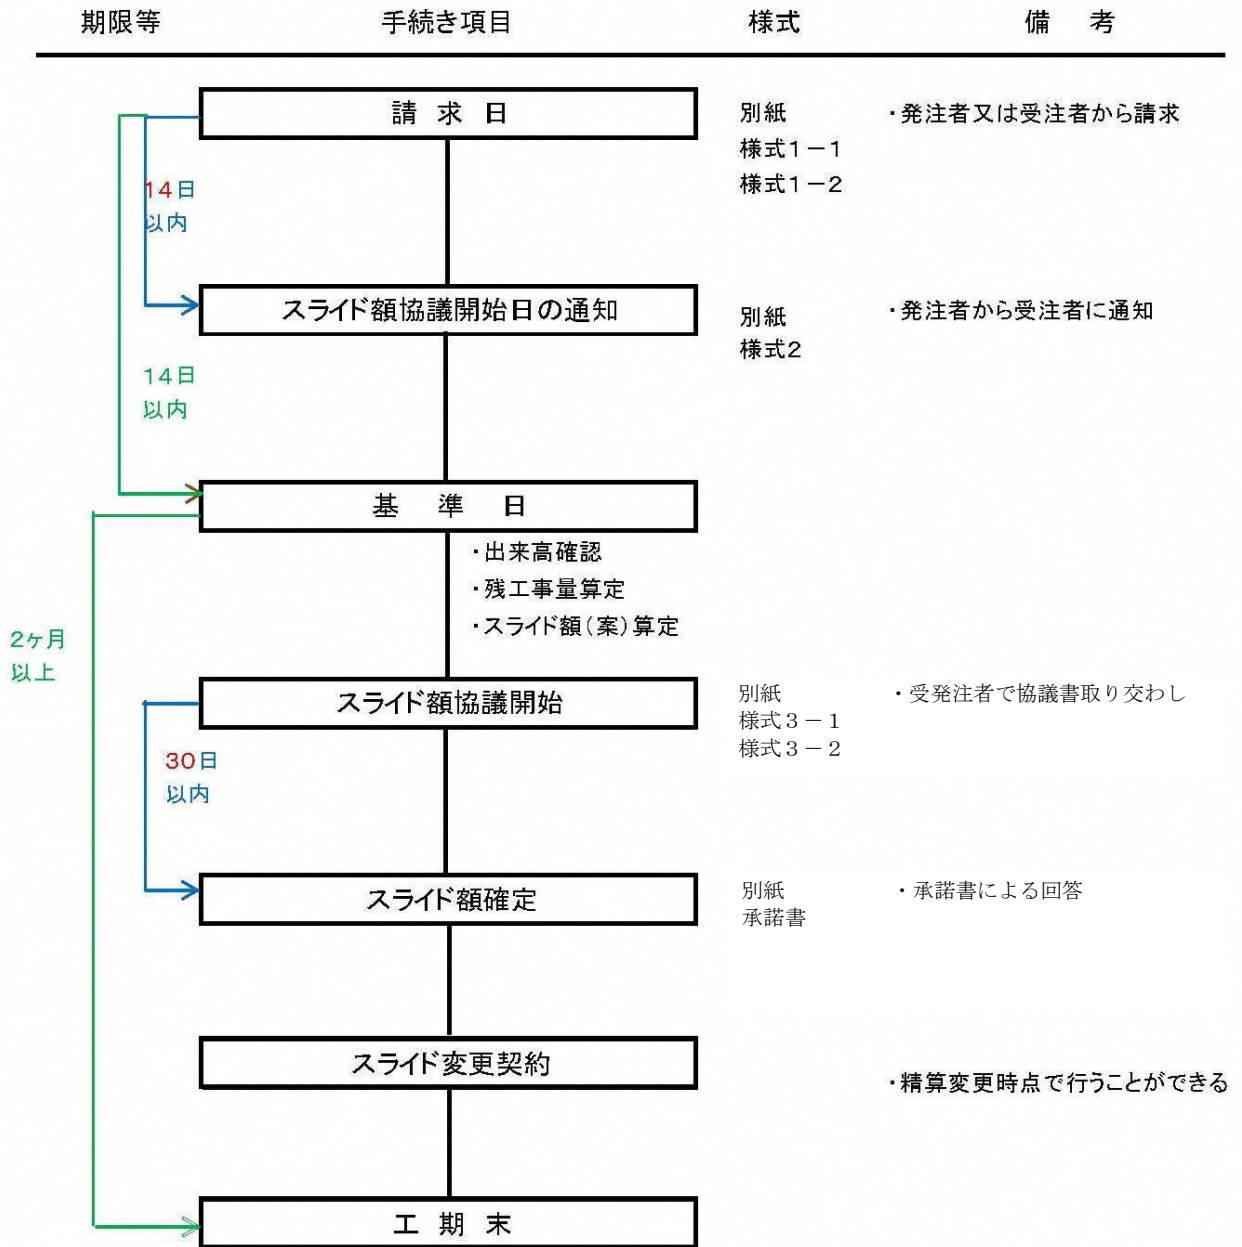 期限等 手続き項目 様式 備 考
請 求 日
別紙
様式1-1
様式1-2
・発注者又は受注者から請求
14日
以内
スライド額協議開始日の通知
別紙
様式2
・発注者から受注者に通知
14日
以内
基 準 日
・出来高確認
・残工事量算定
・スライド額(案)算定
2ヶ月
以上
スライド額協議開始
別紙
様式3-1
様式3-2
・受発注者で協議書取り交わし
30日
以内
スライド額確定
別紙
承諾書
・承諾書による回答
スライド変更契約
・精算変更時点で行うことができる
工 期 末